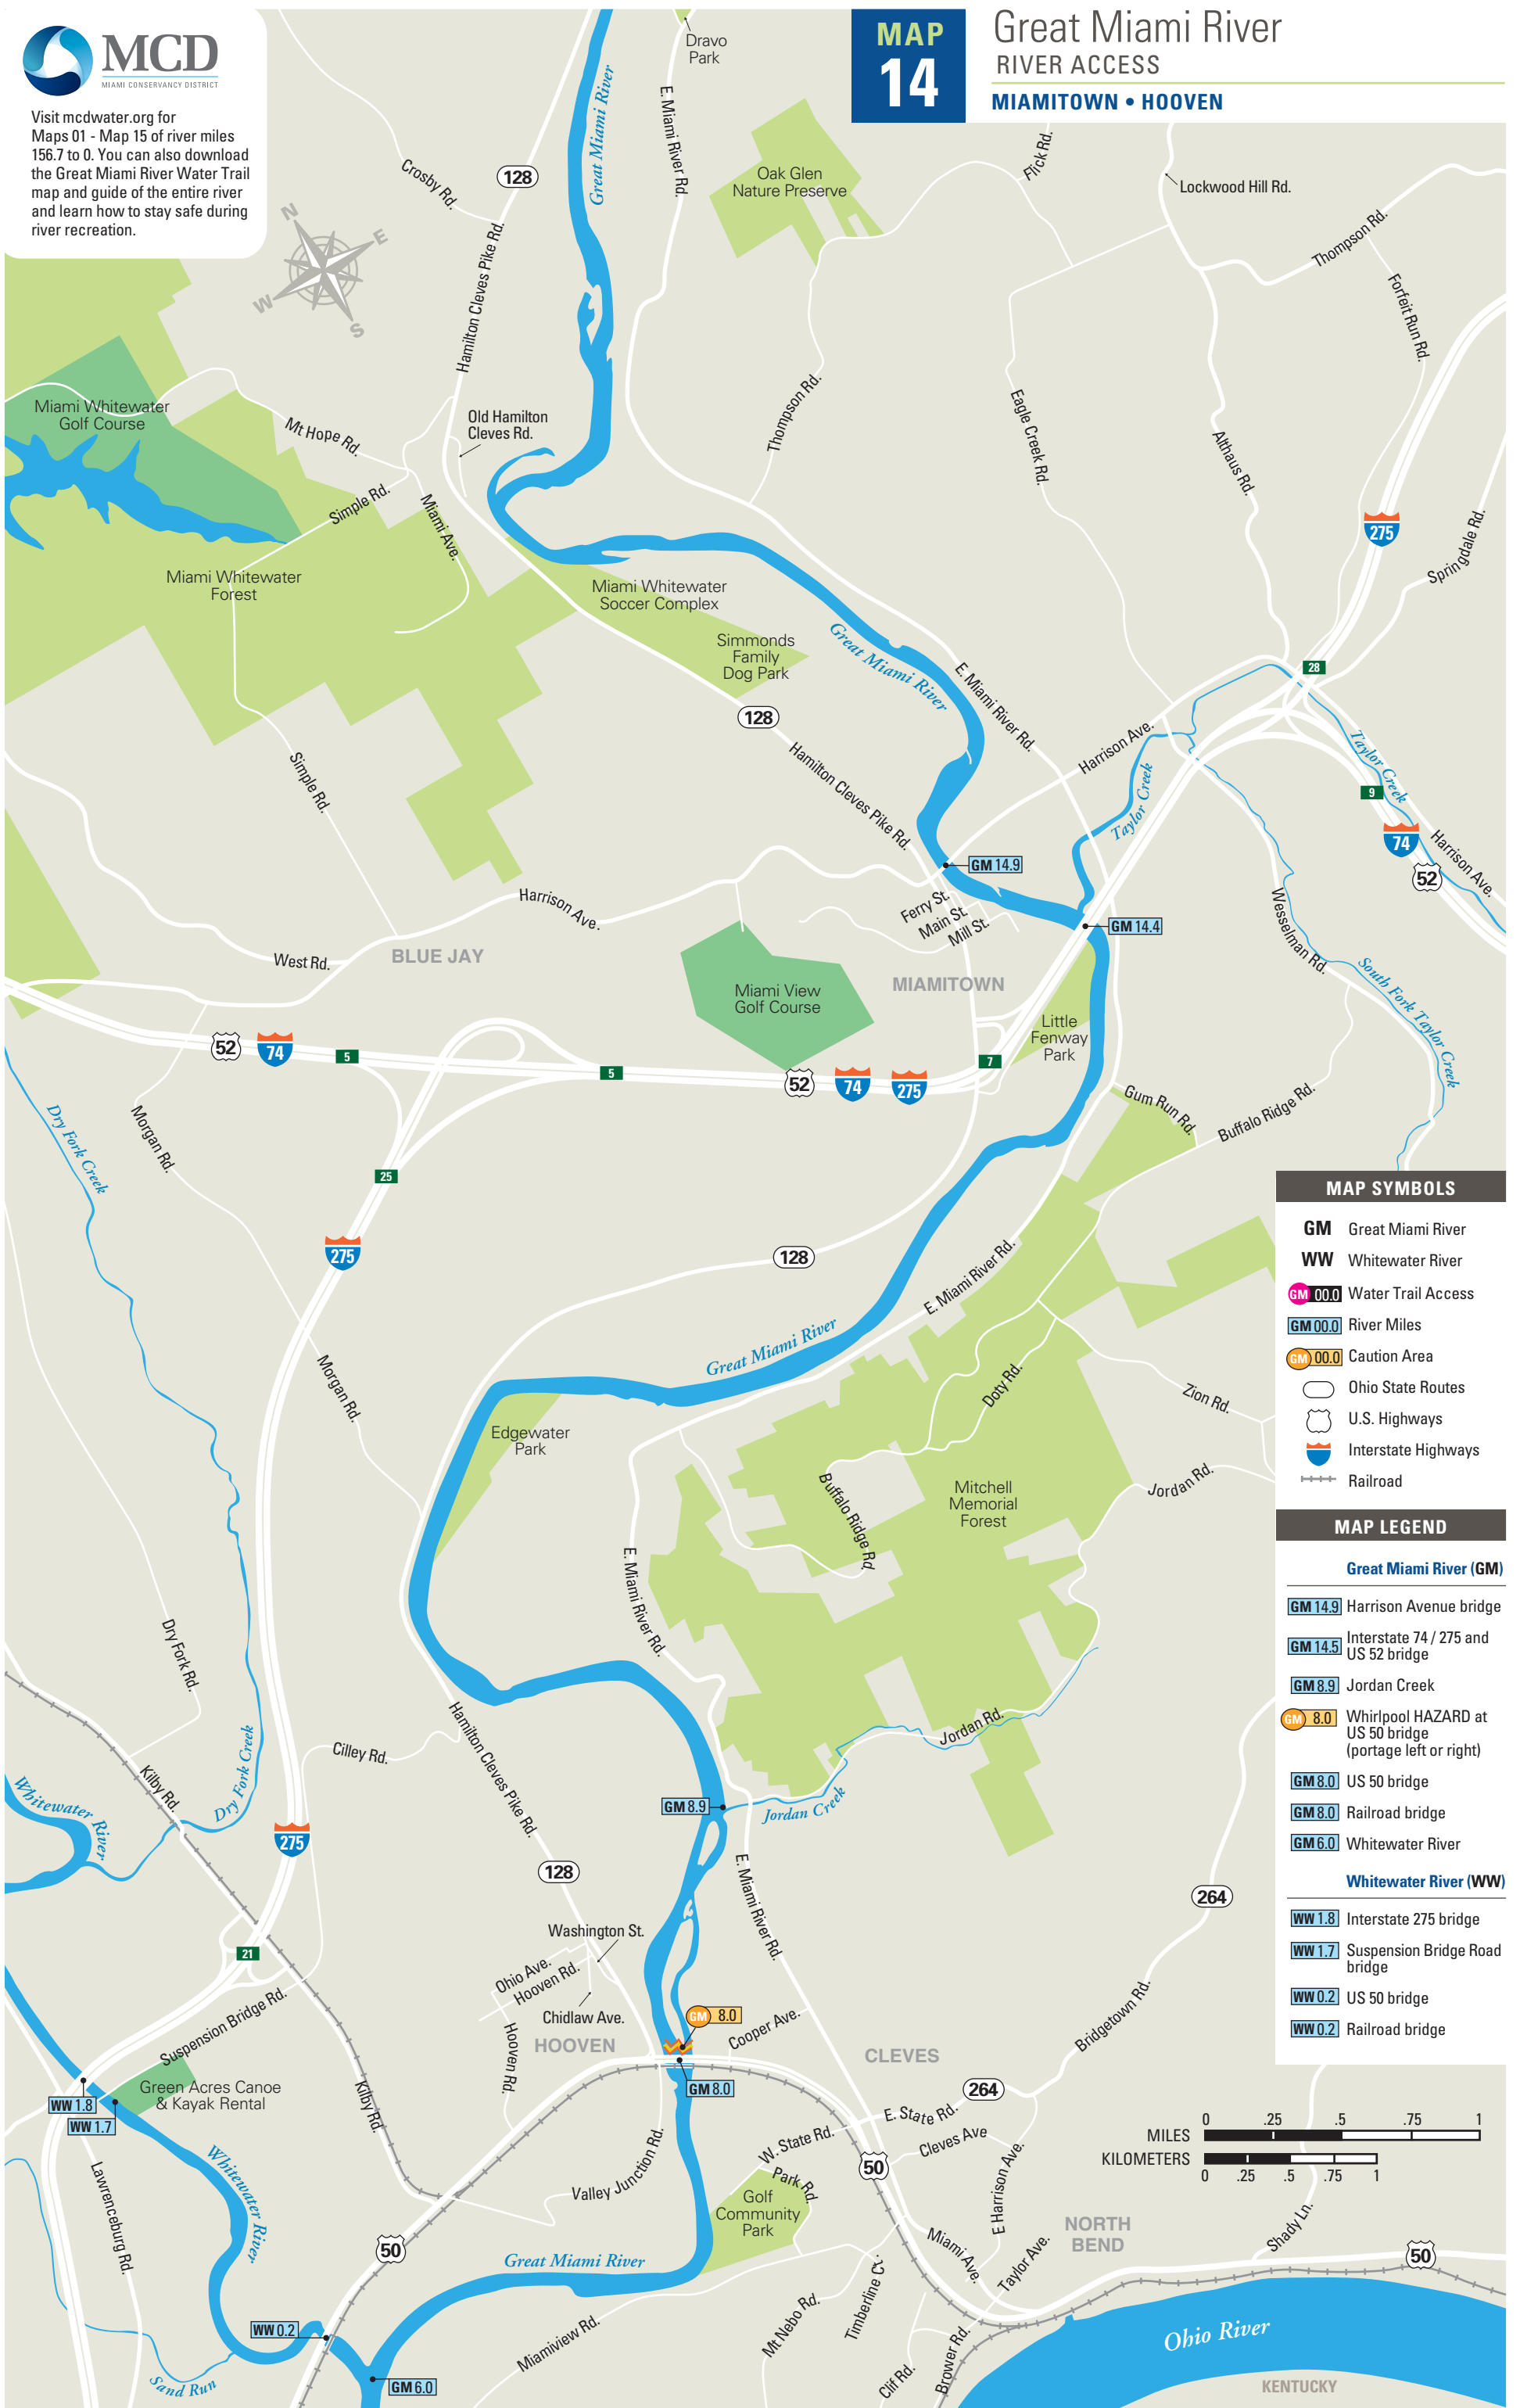 MCD
MIAMI CONSERVANCY DISTRICT
Visit mcdwater.org for
Maps 01 - Map 15 of river miles
156.7 to 0. You can also download
the Great Miami River Water Trail
map and guide of the entire river
and learn how to stay safe during
river recreation.
MAP
14
Great Miami River
RIVER ACCESS
MIAMITOWN • HOOVEN
Dravo
Park
Great Miami River
E. Miami River Rd.
Oak Glen
Nature Preserve
Flick Rd.
Lockwood Hill Rd.
Crosby Rd.
128
N
E
W
S
Hamilton Cleves Pike Rd.
Thompson Rd.
Forfeit Run Rd.
Miami Whitewater
Golf Course
Mt Hope Rd.
Old Hamilton
Cleves Rd.
Thompson Rd.
Eagle Creek Rd.
Althaus Rd.
275
Springdale Rd.
Simple Rd.
Miami Ave.
Miami Whitewater
Forest
Miami Whitewater
Soccer Complex
Simmonds
Family
Dog Park
Great Miami River
E. Miami River Rd.
28
128
Harrison Ave.
Taylor Creek
Simple Rd.
Hamilton Cleves Pike Rd.
Taylor Creek
9
74
52
Harrison Ave.
GM 14.9
Harrison Ave.
Ferry St.
Main St.
Mill St.
GM 14.4
Wesselman Rd.
West Rd.
BLUE JAY
MIAMITOWN
South Fork Taylor Creek
Miami View
Golf Course
Little
Fenway
Park
52
74
5
5
52
74
275
7
Dry Fork Creek
Morgan Rd.
Gum Run Rd.
Buffalo Ridge Rd.
25
275
128
E. Miami River Rd.
Great Miami River
Morgan Rd.
Doty Rd.
Zion Rd.
Edgewater
Park
Buffalo Ridge Rd.
Mitchell
Memorial
Forest
Jordan Rd.
E. Miami River Rd.
Dry Fork Rd.
Hamilton Cleves Pike Rd.
Jordan Rd.
Cilley Rd.
Kilby Rd.
Dry Fork Creek
Whitewater River
275
GM 8.9
Jordan Creek
128
E. Miami River Rd.
264
Washington St.
21
Ohio Ave.
Hooven Rd.
Chidlaw Ave.
Suspension Bridge Rd.
Hooven Rd.
HOOVEN
GM 8.0
Cooper Ave.
CLEVES
Bridgetown Rd.
GM 8.0
Green Acres Canoe
& Kayak Rental
WW 1.8
WW 1.7
Kilby Rd.
264
E. State Rd.
Cleves Ave
W. State Rd.
50
Park Rd.
E Harrison Ave.
Valley Junction Rd.
Golf
Community
Park
Whitewater River
Lawrenceburg Rd.
50
Great Miami River
NORTH
BEND
Miami Ave.
Taylor Ave.
Shady Ln.
50
Timberline Ct.
Mt Nebo Rd.
Miamiview Rd.
Clif Rd.
Brower Rd.
Ohio River
KENTUCKY
WW 0.2
Sand Run
GM 6.0
MAP SYMBOLS
GM Great Miami River
WW Whitewater River
GM 00.0 Water Trail Access
GM 00.0 River Miles
GM 00.0 Caution Area
Ohio State Routes
U.S. Highways
Interstate Highways
Railroad
MAP LEGEND
Great Miami River (GM)
GM 14.9 Harrison Avenue bridge
GM 14.5 Interstate 74 / 275 and
US 52 bridge
GM 8.9 Jordan Creek
GM 8.0 Whirlpool HAZARD at
US 50 bridge
(portage left or right)
GM 8.0 US 50 bridge
GM 8.0 Railroad bridge
GM 6.0 Whitewater River
Whitewater River (WW)
WW 1.8 Interstate 275 bridge
WW 1.7 Suspension Bridge Road
bridge
WW 0.2 US 50 bridge
WW 0.2 Railroad bridge
0 .25 .5 .75 1
MILES
KILOMETERS
0 .25 .5 .75 1